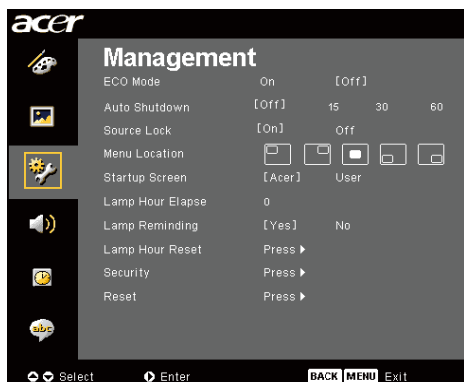 acer
Management
ECO Mode On [Off]
Auto Shutdown [Off] 15 30 60
Source Lock [On] Off
Menu Location
Startup Screen [Acer] User
Lamp Hour Elapse 0
Lamp Reminding [Yes] No
Lamp Hour Reset Press
Security Press
Reset Press
abc
Select Enter BACK MENU Exit